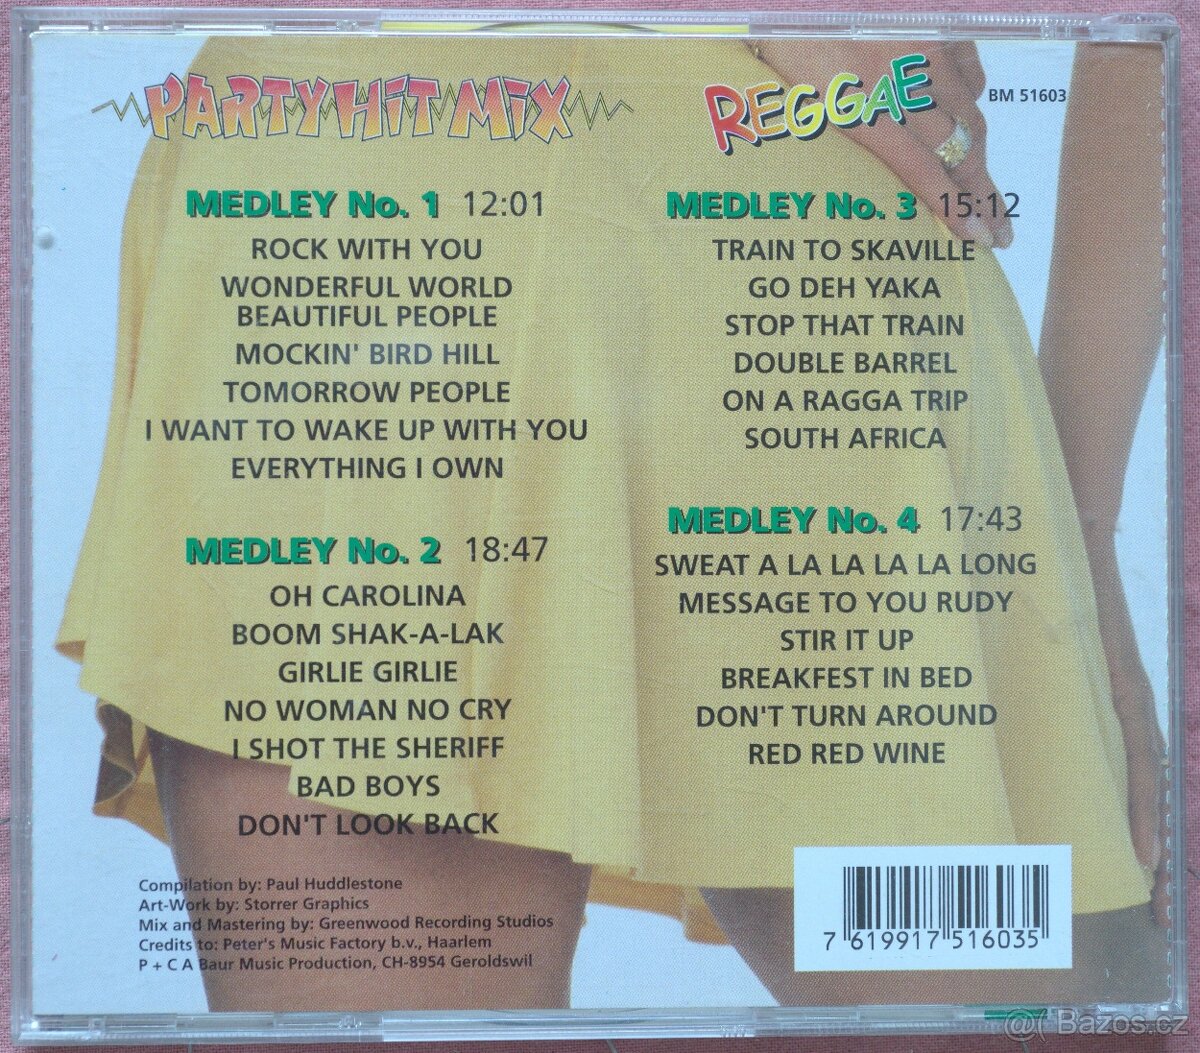 PARTY HIT MIX
REGGAE
BM 51603
MEDLEY No. 1 12:01
ROCK WITH YOU
WONDERFUL WORLD
BEAUTIFUL PEOPLE
MOCKIN' BIRD HILL
TOMORROW PEOPLE
I WANT TO WAKE UP WITH YOU
EVERYTHING I OWN
MEDLEY No. 2 18:47
OH CAROLINA
BOOM SHAK-A-LAK
GIRLIE GIRLIE
NO WOMAN NO CRY
I SHOT THE SHERIFF
BAD BOYS
DON'T LOOK BACK
MEDLEY No. 3 15:12
TRAIN TO SKAVILLE
GO DEH YAKA
STOP THAT TRAIN
DOUBLE BARREL
ON A RAGGA TRIP
SOUTH AFRICA
MEDLEY No. 4 17:43
SWEAT A LA LA LA LA LONG
MESSAGE TO YOU RUDY
STIR IT UP
BREAKFEST IN BED
DON'T TURN AROUND
RED RED WINE
Compilation by: Paul Huddlestone
Art-Work by: Storrer Graphics
Mix and Mastering by: Greenwood Recording Studios
Credits to: Peter's Music Factory b.v., Haarlem
P + C A Baur Music Production, CH-8954 Geroldswil
7 619917 516035
Bazos.cz